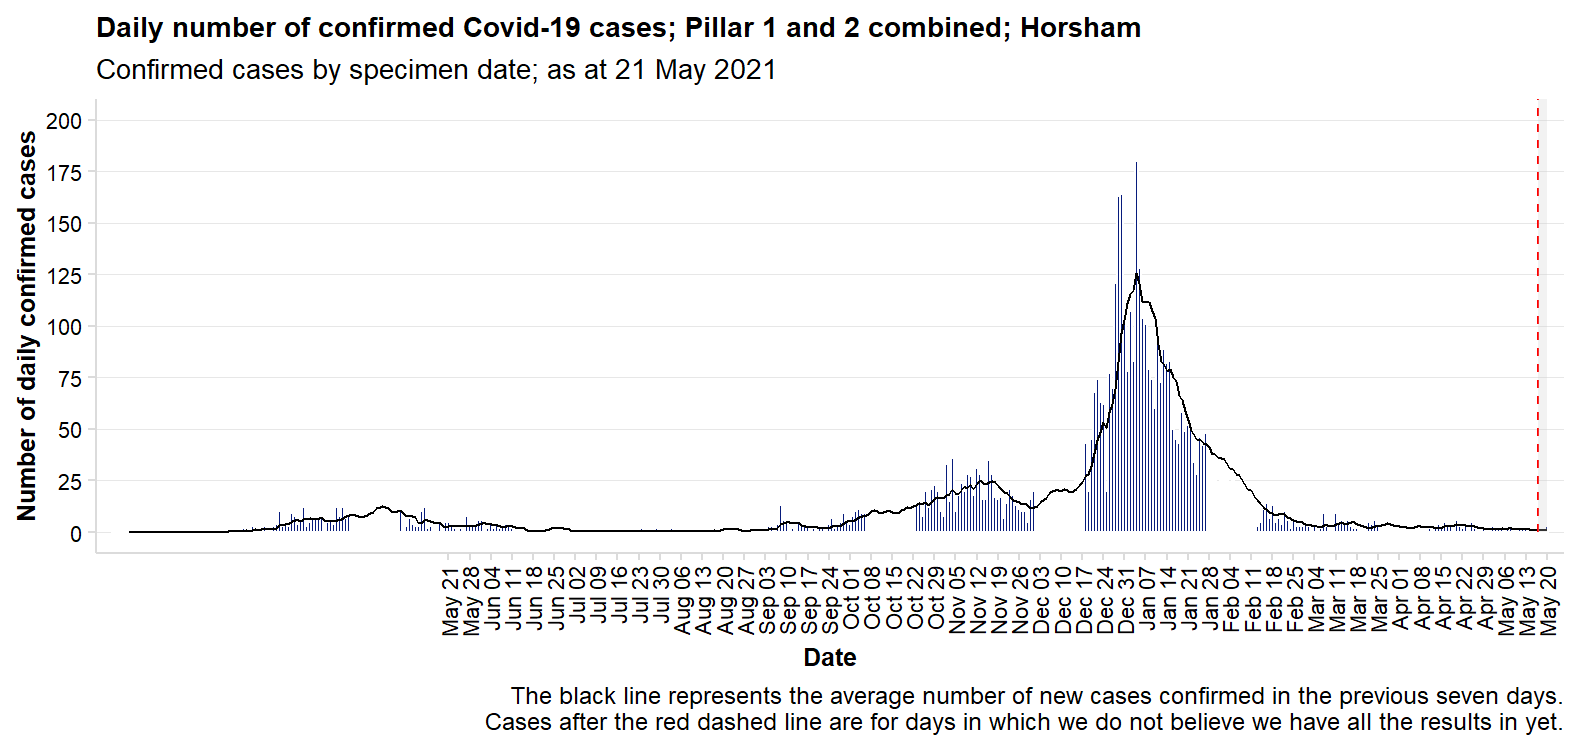 Daily number of confirmed Covid-19 cases; Pillar 1 and 2 combined; Horsham
Confirmed cases by specimen date; as at 21 May 2021
Number of daily confirmed cases
200
175
150
125
100
75
50
25
0
May 21
May 28
Jun 04
Jun 11
Jun 18
Jun 25
Jul 02
Jul 09
Jul 16
Jul 23
Jul 30
Aug 06
Aug 13
Aug 20
Aug 27
Sep 03
Sep 10
Sep 17
Sep 24
Oct 01
Oct 08
Oct 15
Oct 22
Oct 29
Nov 05
Nov 12
Nov 19
Nov 26
Dec 03
Dec 10
Dec 17
Dec 24
Dec 31
Jan 07
Jan 14
Jan 21
Jan 28
Feb 04
Feb 11
Feb 18
Feb 25
Mar 04
Mar 11
Mar 18
Mar 25
Apr 01
Apr 08
Apr 15
Apr 22
Apr 29
May 06
May 13
May 20
Date
The black line represents the average number of new cases confirmed in the previous seven days.
Cases after the red dashed line are for days in which we do not believe we have all the results in yet.